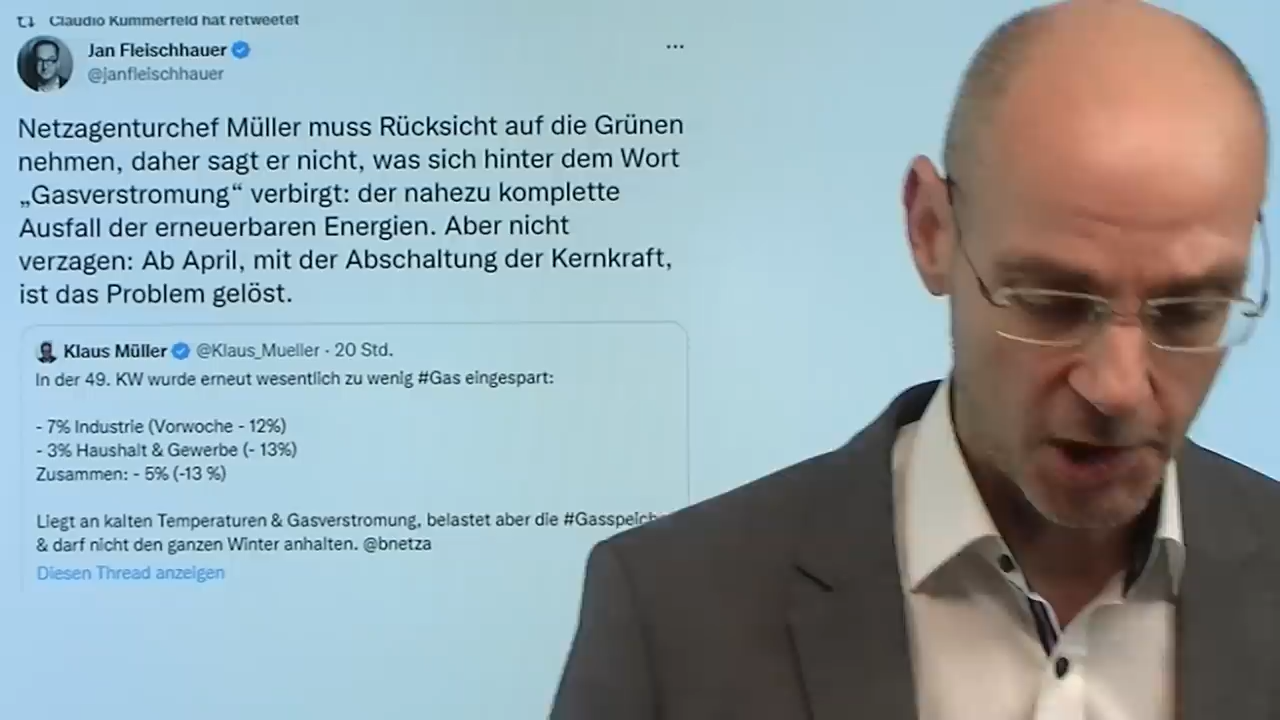 Claudio Kummerfeld hat retweetet
Jan Fleischhauer
@janfleischhauer
Netzagenturchef Müller muss Rücksicht auf die Grünen
nehmen, daher sagt er nicht, was sich hinter dem Wort
„Gasverstromung“ verbirgt: der nahezu komplette
Ausfall der erneuerbaren Energien. Aber nicht
verzagen: Ab April, mit der Abschaltung der Kernkraft,
ist das Problem gelöst.
Klaus Müller @Klaus_Mueller · 20 Std.
In der 49. KW wurde erneut wesentlich zu wenig #Gas eingespart:
- 7% Industrie (Vorwoche - 12%)
- 3% Haushalt & Gewerbe (- 13%)
Zusammen: - 5% (-13 %)
Liegt an kalten Temperaturen & Gasverstromung, belastet aber die
& darf nicht den ganzen Winter anhalten. @bnetza
Diesen Thread anzeigen